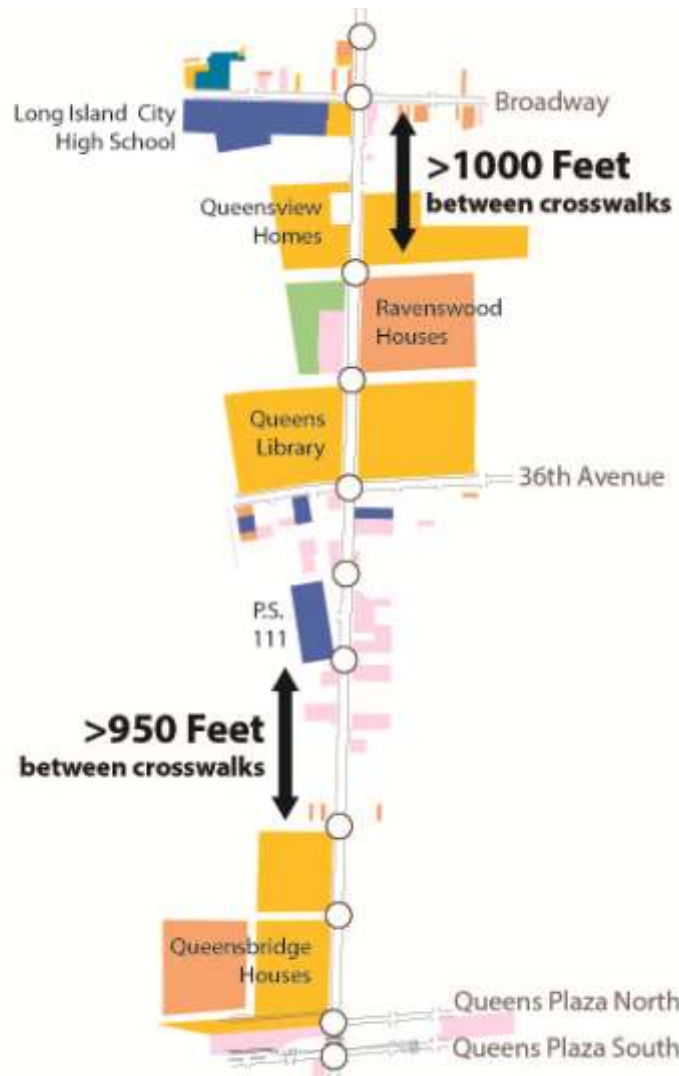 Broadway
Long Island City
High School
>1000 Feet
between crosswalks
Queensview
Homes
Ravenswood
Houses
Queens
Library
36th Avenue
P.S.
111
>950 Feet
between crosswalks
Queensbridge
Houses
Queens Plaza North
Queens Plaza South